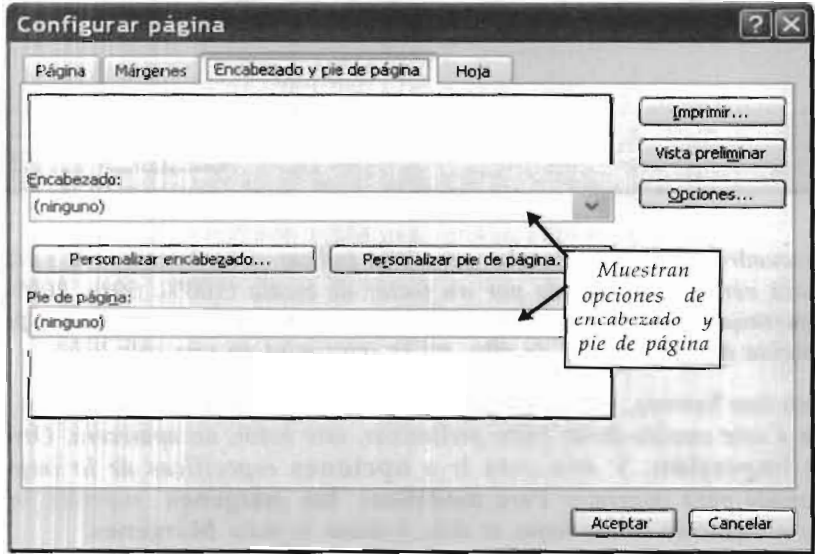 Configurar página
Página Márgenes Encabezado y pie de página Hoja
Imprimir...
Vista preliminar
Encabezado:
(ninguno)
Opciones...
Personalizar encabezado... Personalizar pie de página.
Muestran
opciones de
encabezado y
pie de página
Pie de página:
(ninguno)
Aceptar Cancelar